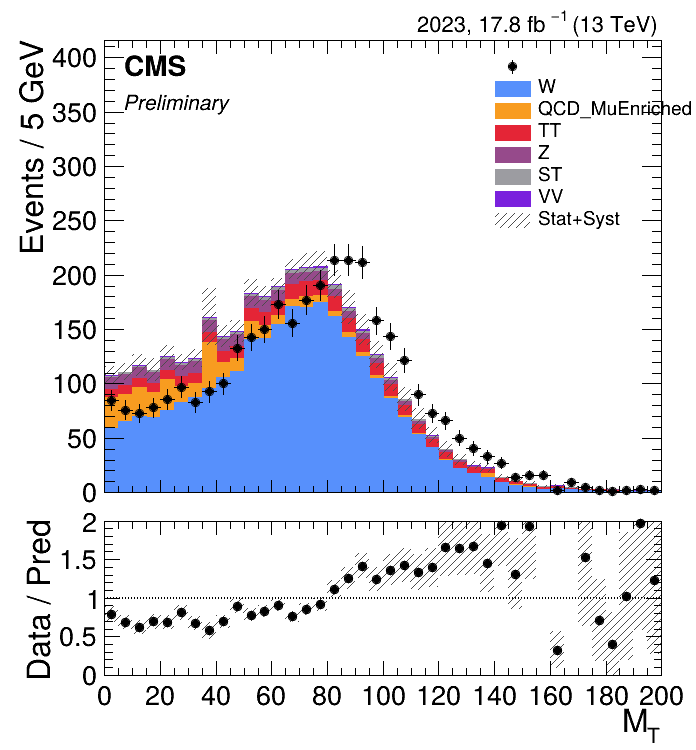 2023, 17.8 fb⁻¹ (13 TeV)
CMS
Preliminary
W
QCD_MuEnriched
TT
Z
ST
VV
Stat+Syst
Events / 5 GeV
400
350
300
250
200
150
100
50
0
Data / Pred
2
1.5
1
0.5
0
0 20 40 60 80 100 120 140 160 180 200
M_T